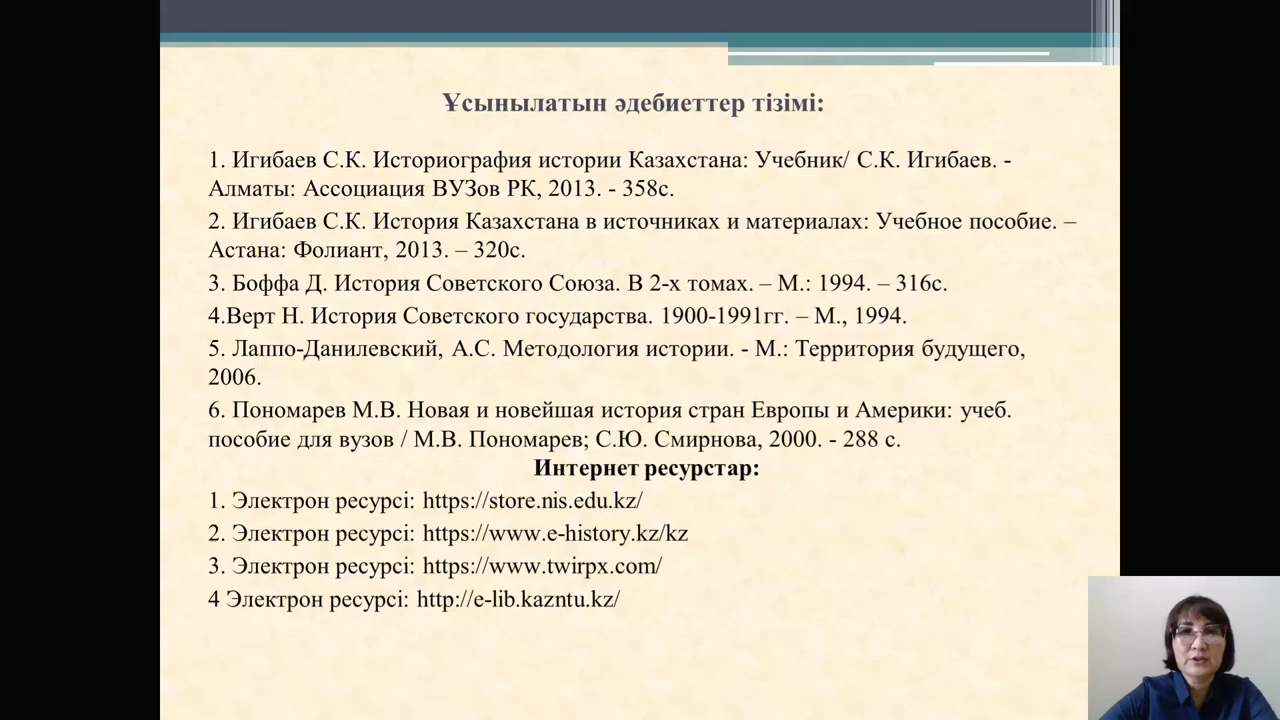 Ұсынылатын әдебиеттер тізімі:
1. Игибаев С.К. Историография истории Казахстана: Учебник/ С.К. Игибаев. -
Алматы: Ассоциация ВУЗов РК, 2013. - 358с.
2. Игибаев С.К. История Казахстана в источниках и материалах: Учебное пособие. –
Астана: Фолиант, 2013. – 320с.
3. Боффа Д. История Советского Союза. В 2-х томах. – М.: 1994. – 316с.
4.Верт Н. История Советского государства. 1900-1991гг. – М., 1994.
5. Лаппо-Данилевский, А.С. Методология истории. - М.: Территория будущего,
2006.
6. Пономарев М.В. Новая и новейшая история стран Европы и Америки: учеб.
пособие для вузов / М.В. Пономарев; С.Ю. Смирнова, 2000. - 288 с.
Интернет ресурстар:
1. Электрон ресурсі: https://store.nis.edu.kz/
2. Электрон ресурсі: https://www.e-history.kz/kz
3. Электрон ресурсі: https://www.twirpx.com/
4 Электрон ресурсі: http://e-lib.kazntu.kz/